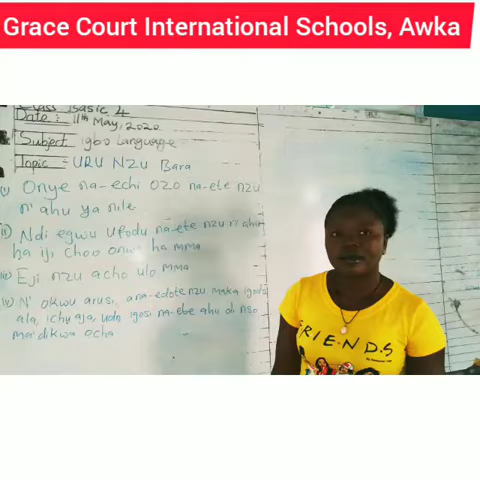 Grace Court International Schools, Awka
Class Basic 4
Date : 11th May, 2020
Subject Igbo Language
Topic - URU NZU Bara
(i) Onye na-echi OZO na-ete nzu
n' ahu ya nile
(ii) Ndi egwu ufodu na-ete nzu n' ahu
ha iji choo onwe ha mma
(iii) Eji nzu acho ulo mma
(iv) N' okwu arusi, ana-edote nzu maka igosi
ala, ichu aja, udo igosi na-ebe ahu di nso
ma dikwa ocha
F·R·I·E·N·D·S